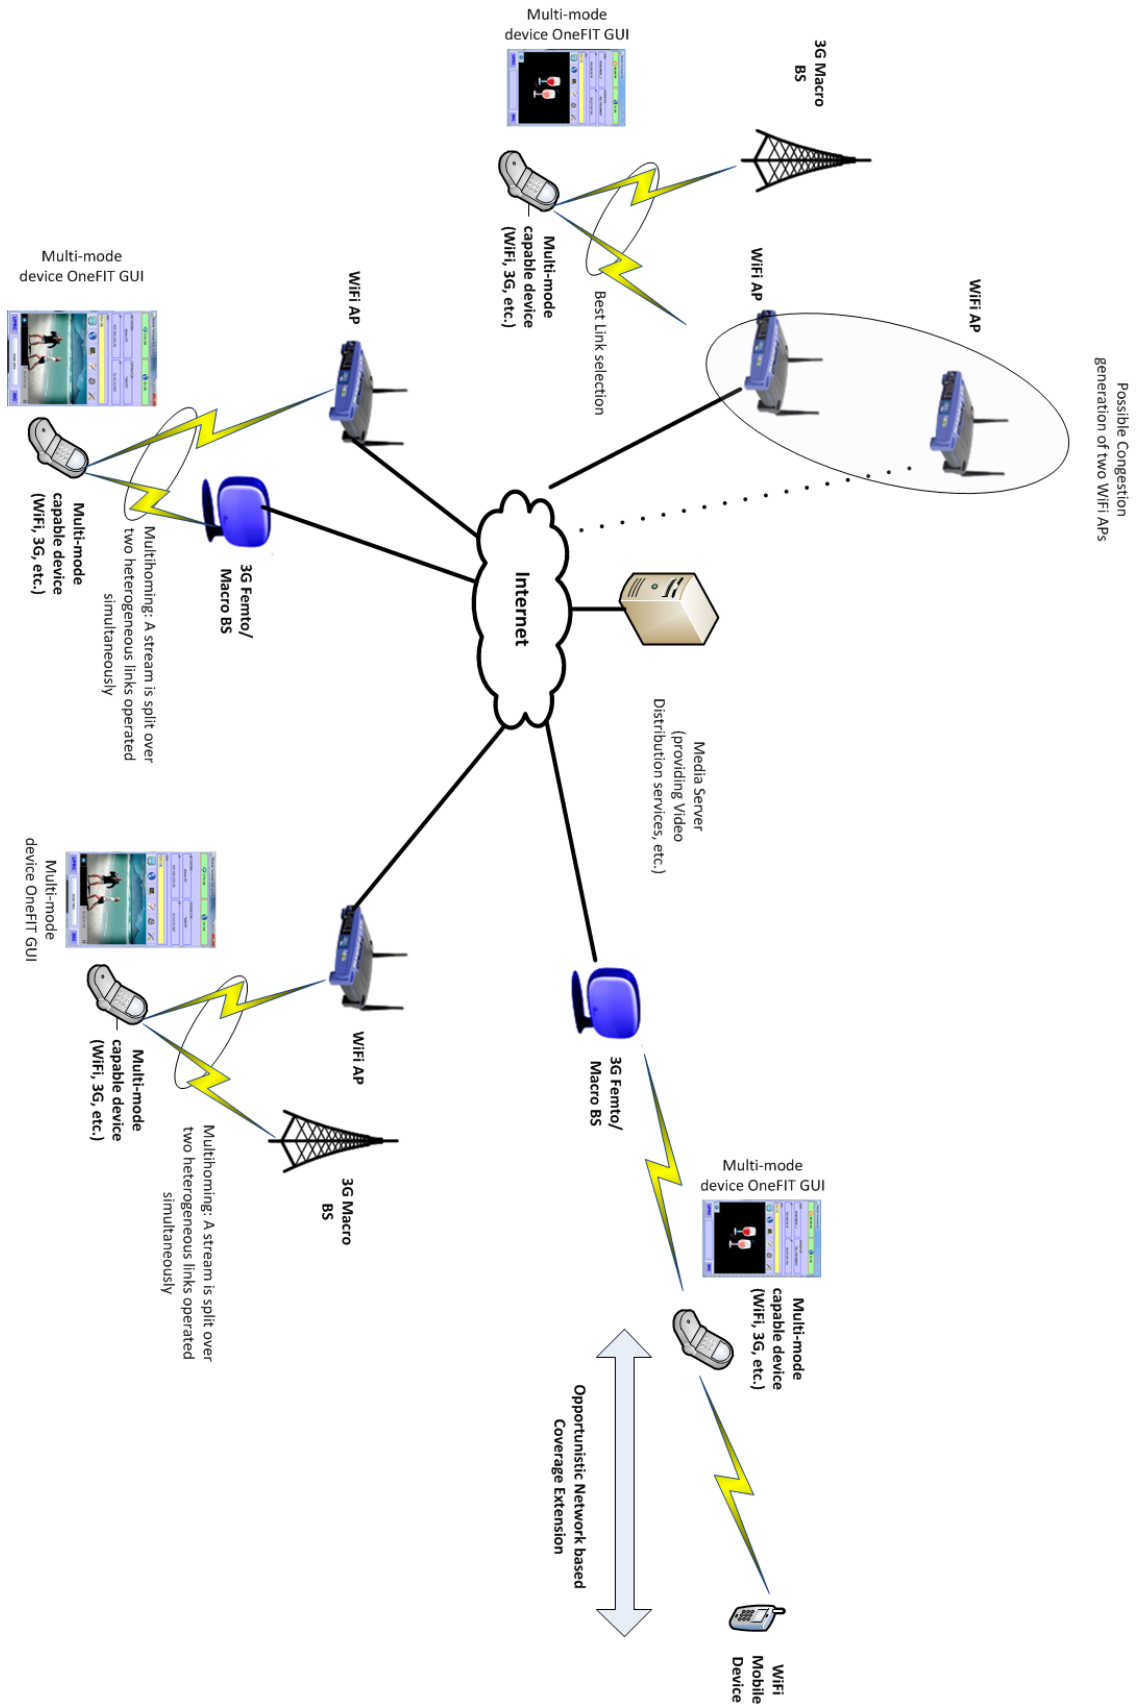 Multi-mode
device OneFIT GUI
3G Macro
BS
Multi-mode
capable device
(WiFi, 3G, etc.)
Best Link selection
WiFi AP
WiFi AP
Possible Congestion
generation of two WiFi APs
Multi-mode
device OneFIT GUI
WiFi AP
Multi-mode
capable device
(WiFi, 3G, etc.)
3G Femto/
Macro BS
Multihoming: A stream is split over
two heterogeneous links operated
simultaneously
Internet
Media Server
(providing Video
Distribution services, etc.)
Multi-mode
device OneFIT GUI
WiFi AP
Multi-mode
capable device
(WiFi, 3G, etc.)
3G Macro
BS
Multihoming: A stream is split over
two heterogeneous links operated
simultaneously
3G Femto/
Macro BS
Multi-mode
device OneFIT GUI
Multi-mode
capable device
(WiFi, 3G, etc.)
Opportunistic Network based
Coverage Extension
WiFi
Mobile
Device